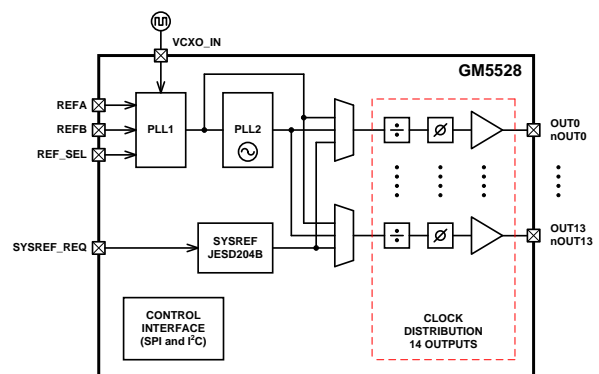 VCXO_IN
GM5528
REFA
REFB
REF_SEL
PLL1
PLL2
OUT0
nOUT0
SYSREF_REQ
SYSREF
JESD204B
OUT13
nOUT13
CONTROL
INTERFACE
(SPI and I²C)
CLOCK
DISTRIBUTION
14 OUTPUTS